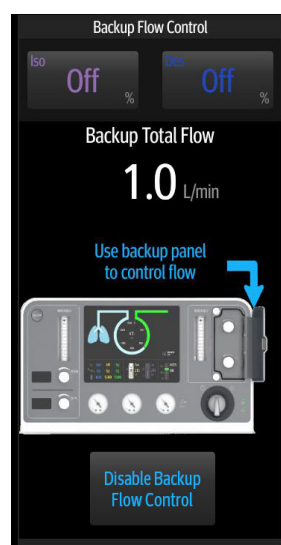 Backup Flow Control
Iso
Des
Off
Off
%
%
Backup Total Flow
1.0 L/min
Use backup panel
to control flow
Disable Backup
Flow Control